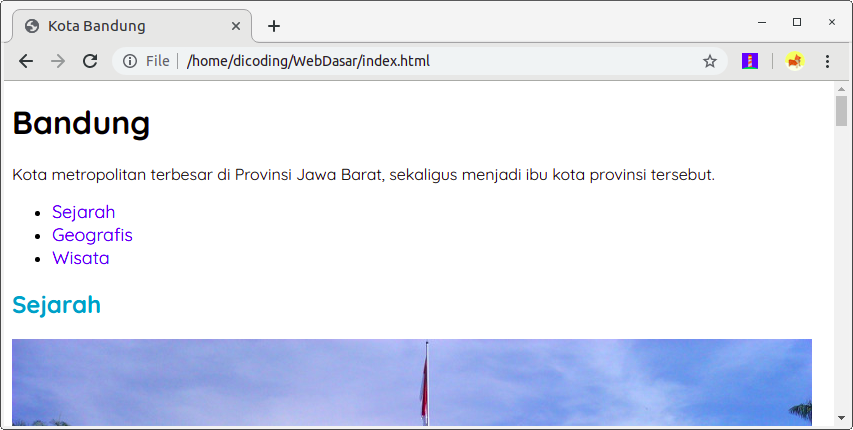 Kota Bandung
File
/home/dicoding/WebDasar/index.html
Bandung
Kota metropolitan terbesar di Provinsi Jawa Barat, sekaligus menjadi ibu kota provinsi tersebut.
Sejarah
Geografis
Wisata
Sejarah